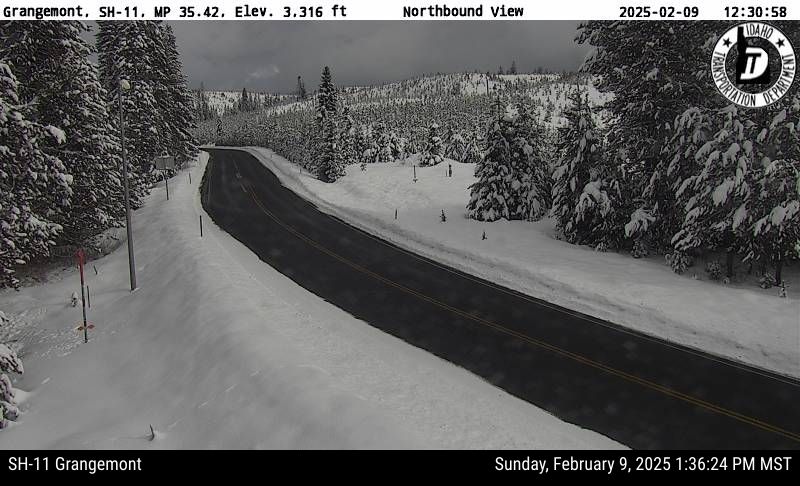 Grangemont, SH-11, MP 35.42, Elev. 3,316 ft Northbound View 2025-02-09 12:30:58
IDAHO
TRANSPORTATION DEPARTMENT
SH-11 Grangemont Sunday, February 9, 2025 1:36:24 PM MST